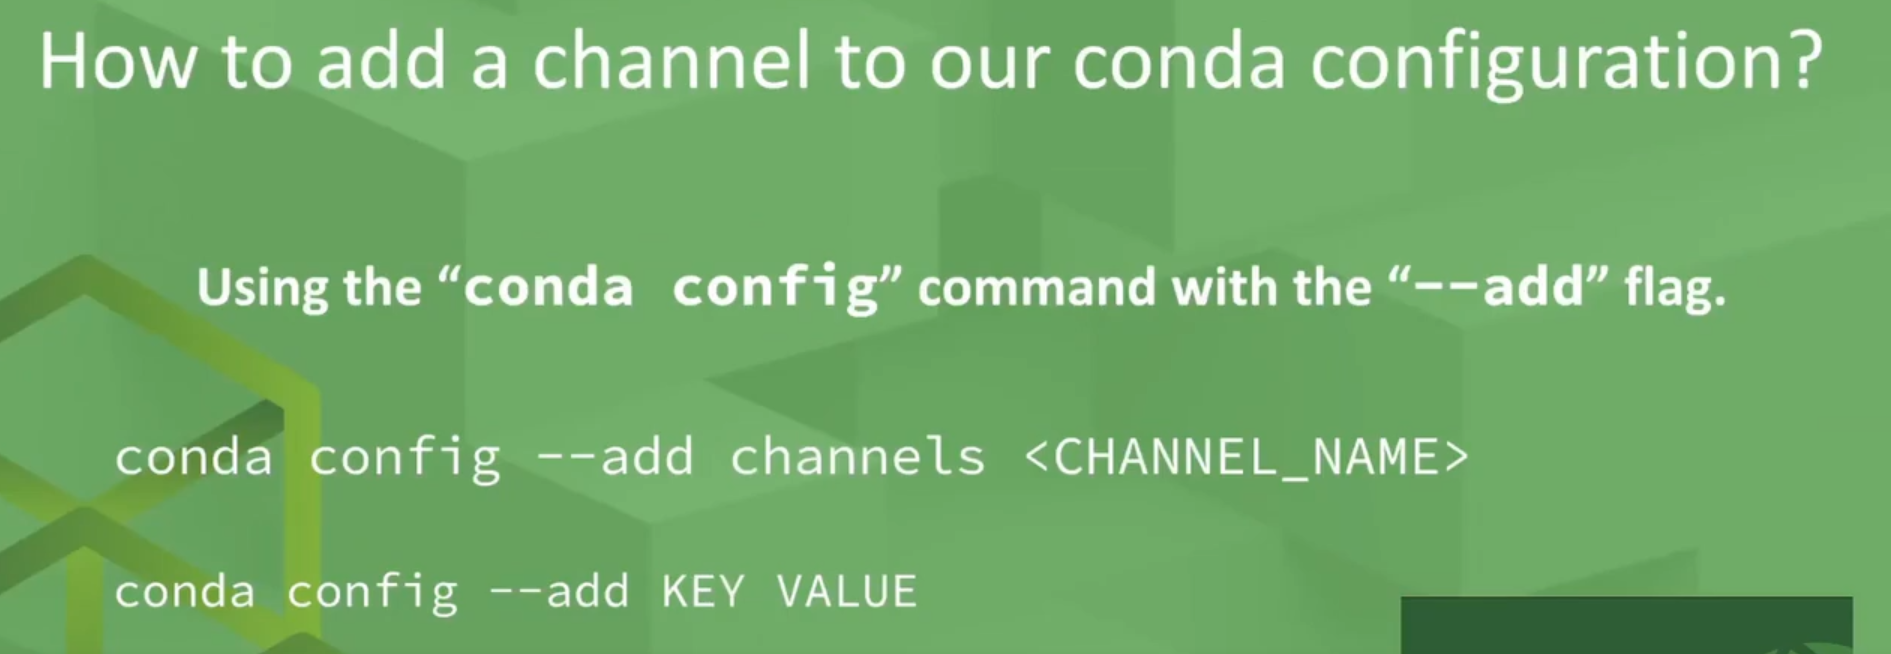 How to add a channel to our conda configuration?
Using the “conda config” command with the “--add” flag.
conda config --add channels <CHANNEL_NAME>
conda config --add KEY VALUE